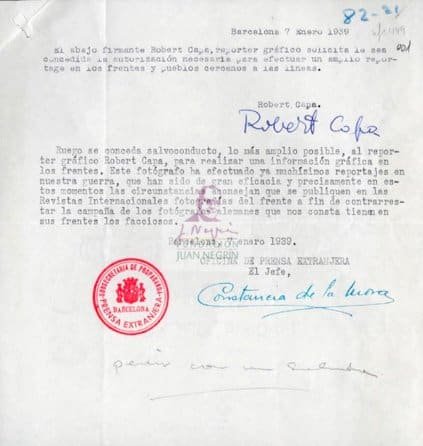 82-21
Barcelona 7 Enero 1939
001
El abajo firmante Robert Capa, reporter gráfico solicita le sea
concedida la autorización necesaria para efectuar un amplio repor-
tage en los frentes y pueblos cercanos a las líneas.
Robert Capa.
Robert Capa
Ruego se conceda salvoconducto, lo más amplio posible, al repor-
ter gráfico Robert Capa, para realizar una información gráfica en
los frentes. Este fotógrafo ha efectuado ya muchísimos reportajes en
nuestra guerra, que han sido de gran eficacia y precisamente en es-
tos momentos las circunstancias aconsejan que se publiquen en las
Revistas Internacionales fotografías del frente a fin de contrarres-
tar la campaña de los fotógrafos alemanes que nos consta tienen en
sus frentes los facciosos.
J. Negrín
FUNDACIÓN
JUAN NEGRÍN
Barcelona, 7 enero 1939.
OFICINA DE PRENSA EXTRANJERA
El Jefe,
Constancia de la Mora
SUBSECRETARIA DE PROPAGANDA
BARCELONA
PRENSA EXTRANJERA